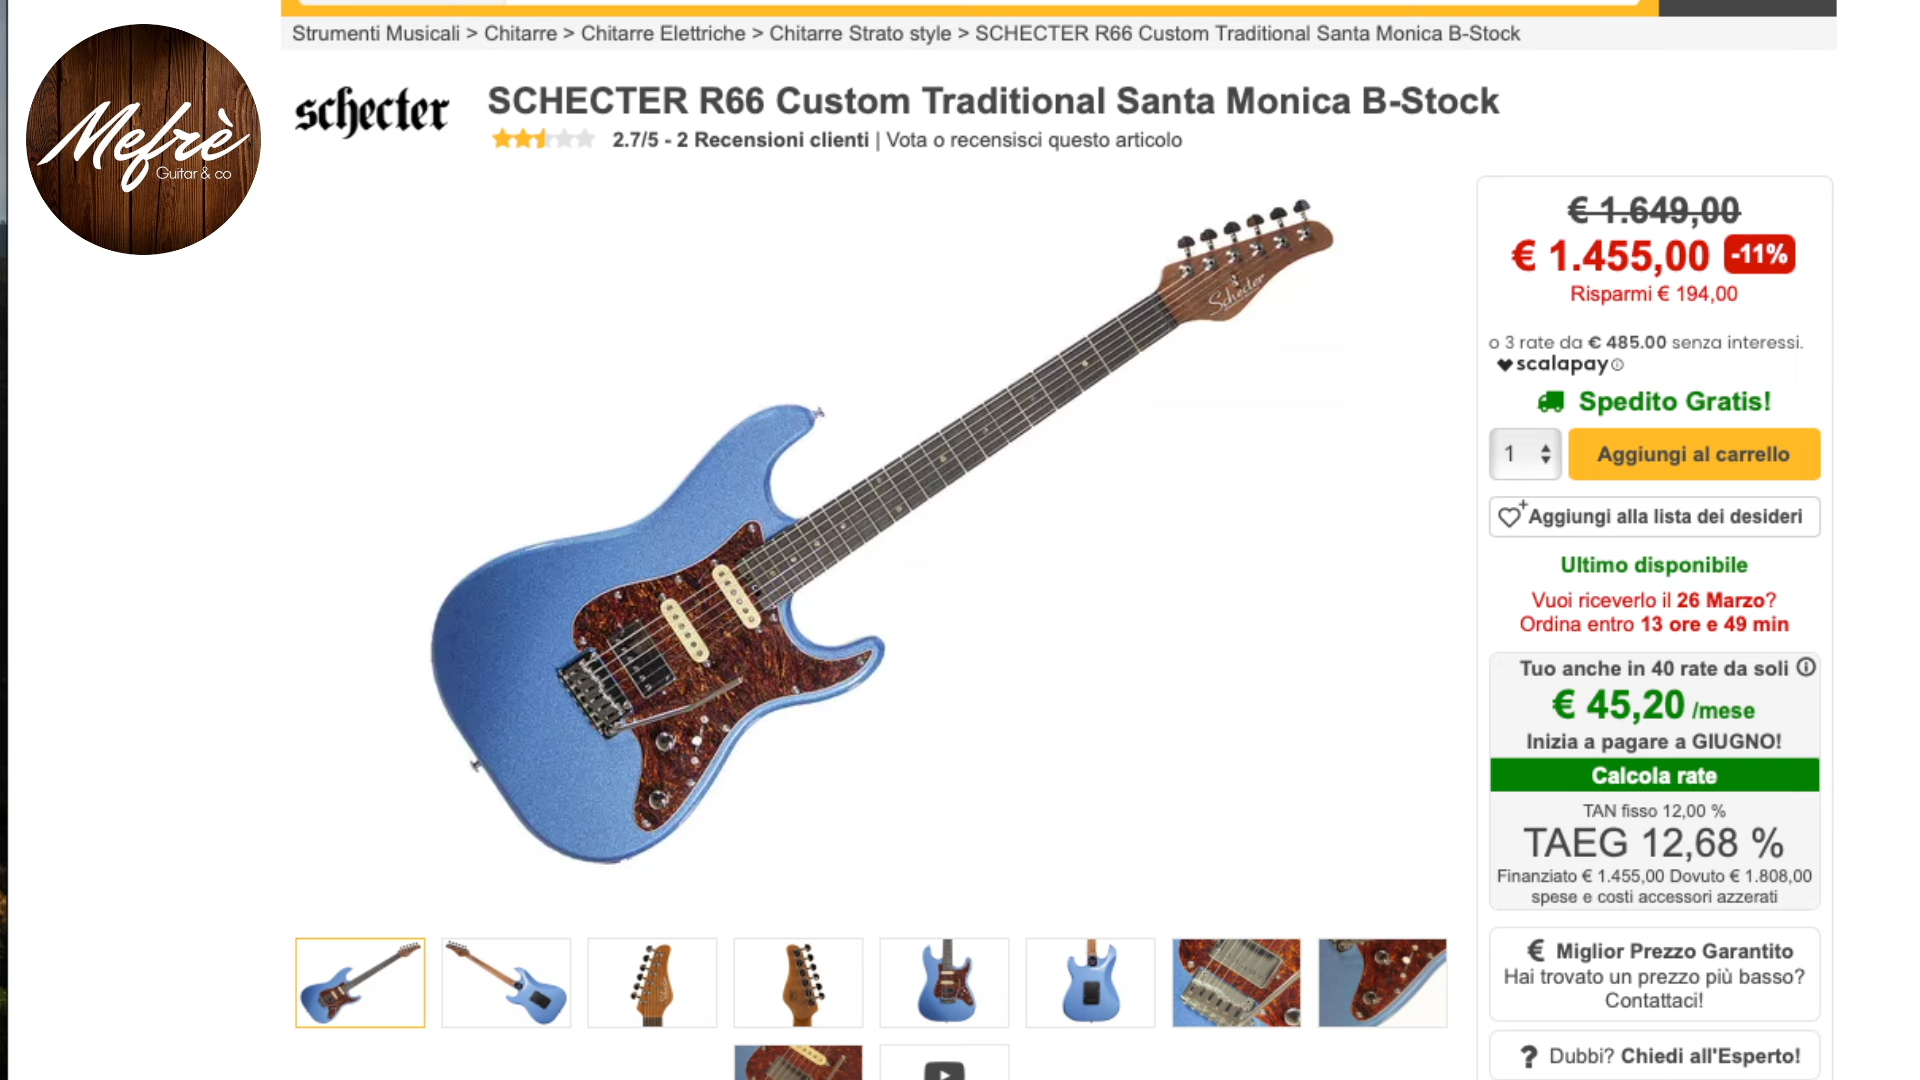 Mefrè
Guitar & co
Strumenti Musicali > Chitarre > Chitarre Elettriche > Chitarre Strato style > SCHECTER R66 Custom Traditional Santa Monica B-Stock
schecter
SCHECTER R66 Custom Traditional Santa Monica B-Stock
2.7/5 - 2 Recensioni clienti | Vota o recensisci questo articolo
Schecter
€ 1.649,00
€ 1.455,00 -11%
Risparmi € 194,00
o 3 rate da € 485.00 senza interessi.
scalapay
Spedito Gratis!
1 Aggiungi al carrello
Aggiungi alla lista dei desideri
Ultimo disponibile
Vuoi riceverlo il 26 Marzo?
Ordina entro 13 ore e 49 min
Tuo anche in 40 rate da soli
€ 45,20 /mese
Inizia a pagare a GIUGNO!
Calcola rate
TAN fisso 12,00 %
TAEG 12,68 %
Finanziato € 1.455,00 Dovuto € 1.808,00
spese e costi accessori azzerati
€ Miglior Prezzo Garantito
Hai trovato un prezzo più basso?
Contattaci!
? Dubbi? Chiedi all'Esperto!